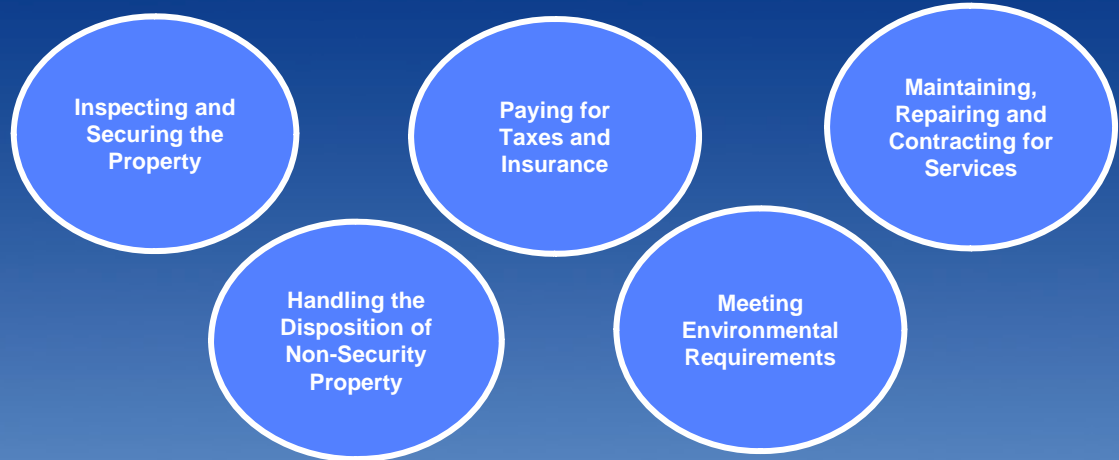 Inspecting and
Securing the
Property
Paying for
Taxes and
Insurance
Maintaining,
Repairing and
Contracting for
Services
Handling the
Disposition of
Non-Security
Property
Meeting
Environmental
Requirements